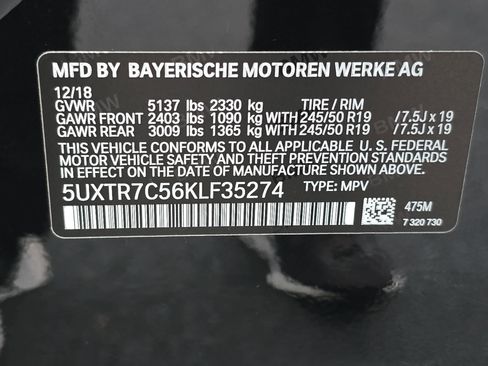 MFD BY BAYERISCHE MOTOREN WERKE AG
12/18
GVWR 5137 lbs 2330 kg TIRE / RIM
GAWR FRONT 2403 lbs 1090 kg WITH 245/50 R19 /7.5J x 19
GAWR REAR 3009 lbs 1365 kg WITH 245/50 R19 /7.5J x 19
THIS VEHICLE CONFORMS TO ALL APPLICABLE U. S. FEDERAL
MOTOR VEHICLE SAFETY, BUMPER, AND THEFT PREVENTION
STANDARDS IN EFFECT ON THE DATE OF MANUFACTURE SHOWN ABOVE.
5UXTR7C56KLF35274 TYPE: MPV
475M
7 320 730